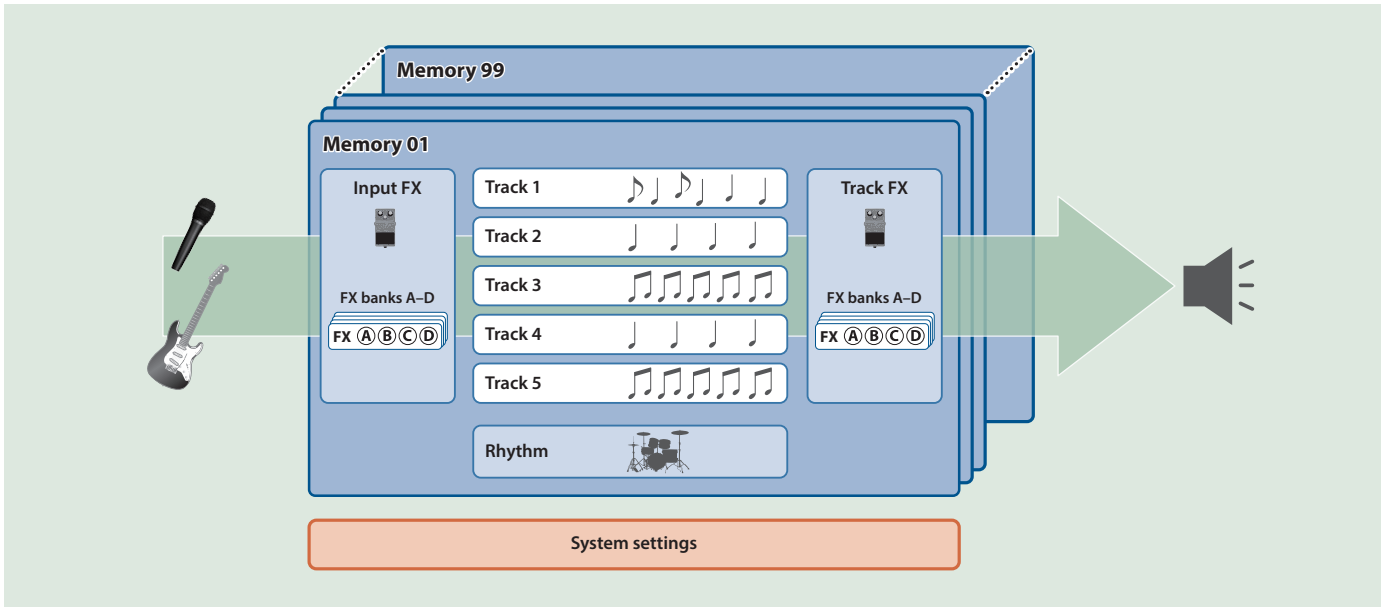 Memory 99
Memory 01
Input FX
FX banks A–D
FX A B C D
Track 1
Track 2
Track 3
Track 4
Track 5
Rhythm
Track FX
FX banks A–D
FX A B C D
System settings